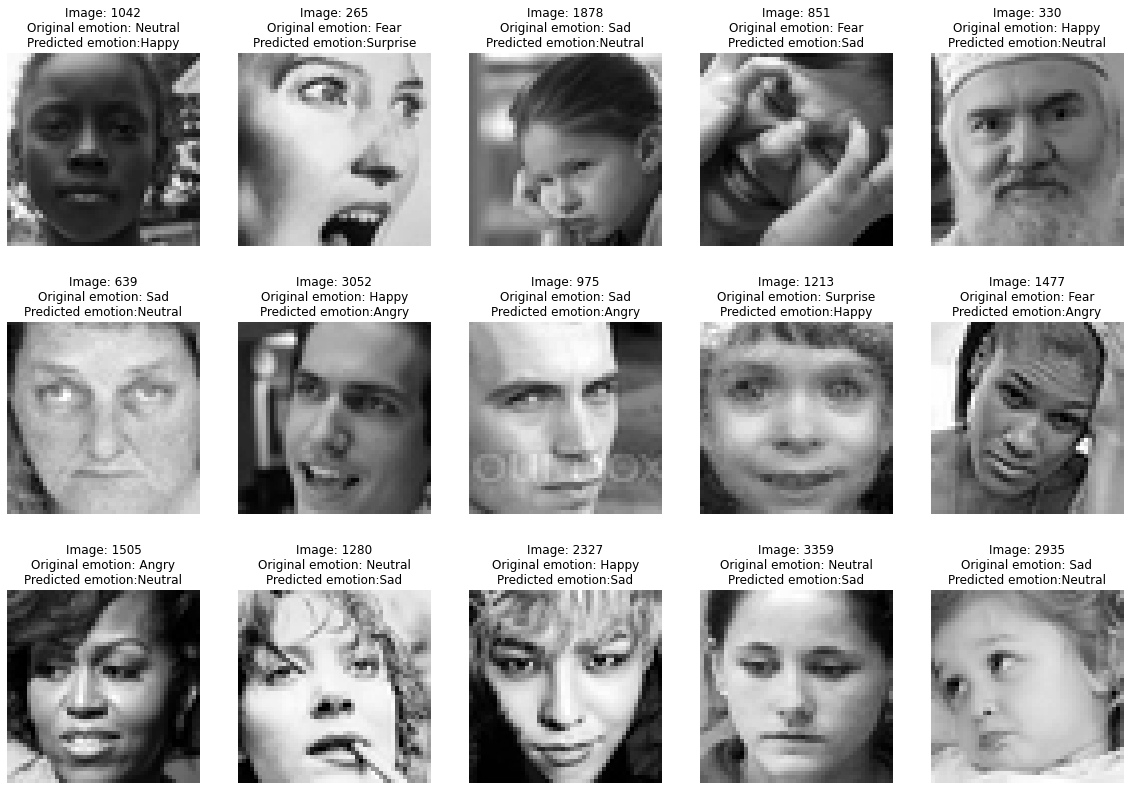 Image: 1042
Original emotion: Neutral
Predicted emotion:Happy
Image: 265
Original emotion: Fear
Predicted emotion:Surprise
Image: 1878
Original emotion: Sad
Predicted emotion:Neutral
Image: 851
Original emotion: Fear
Predicted emotion:Sad
Image: 330
Original emotion: Happy
Predicted emotion:Neutral
Image: 639
Original emotion: Sad
Predicted emotion:Neutral
Image: 3052
Original emotion: Happy
Predicted emotion:Angry
Image: 975
Original emotion: Sad
Predicted emotion:Angry
Image: 1213
Original emotion: Surprise
Predicted emotion:Happy
Image: 1477
Original emotion: Fear
Predicted emotion:Angry
Image: 1505
Original emotion: Angry
Predicted emotion:Neutral
Image: 1280
Original emotion: Neutral
Predicted emotion:Sad
Image: 2327
Original emotion: Happy
Predicted emotion:Sad
Image: 3359
Original emotion: Neutral
Predicted emotion:Sad
Image: 2935
Original emotion: Sad
Predicted emotion:Neutral